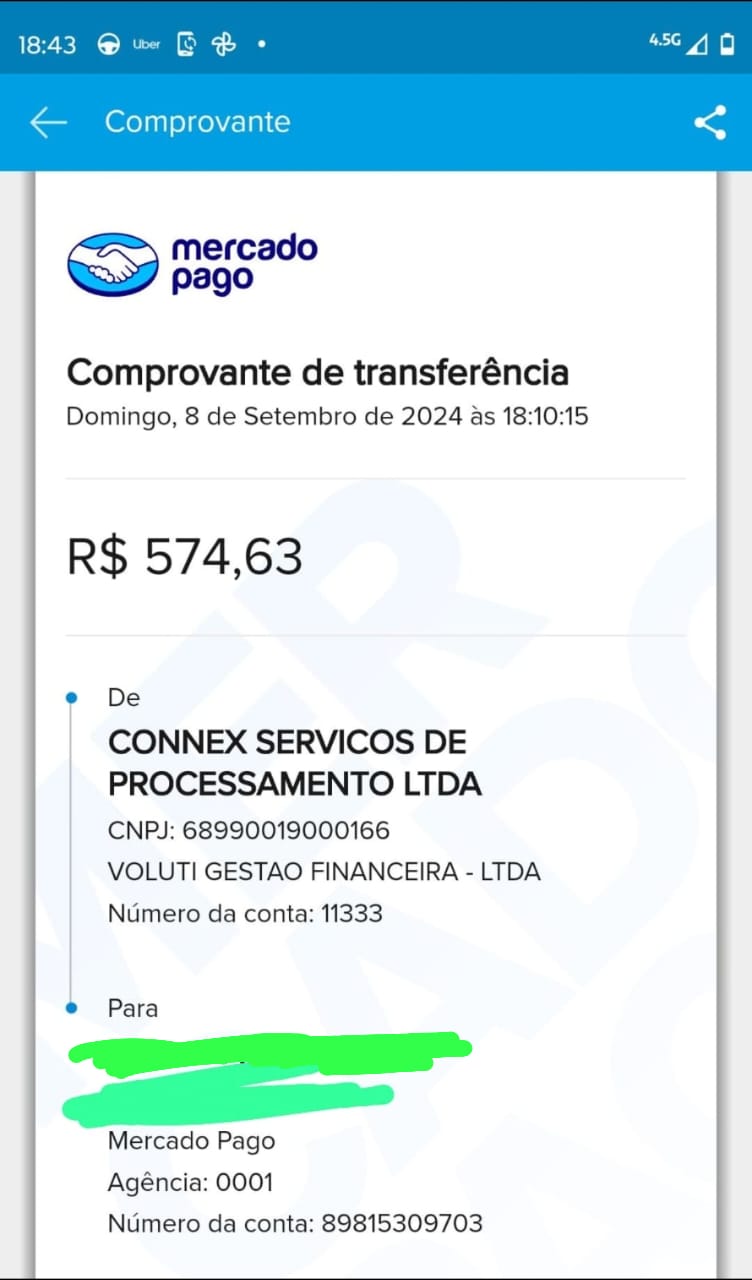 18:43 Uber 4.5G
Comprovante
mercado
pago
Comprovante de transferência
Domingo, 8 de Setembro de 2024 às 18:10:15
R$ 574,63
De
CONNEX SERVICOS DE
PROCESSAMENTO LTDA
CNPJ: 68990019000166
VOLUTI GESTAO FINANCEIRA - LTDA
Número da conta: 11333
Para
Mercado Pago
Agência: 0001
Número da conta: 89815309703